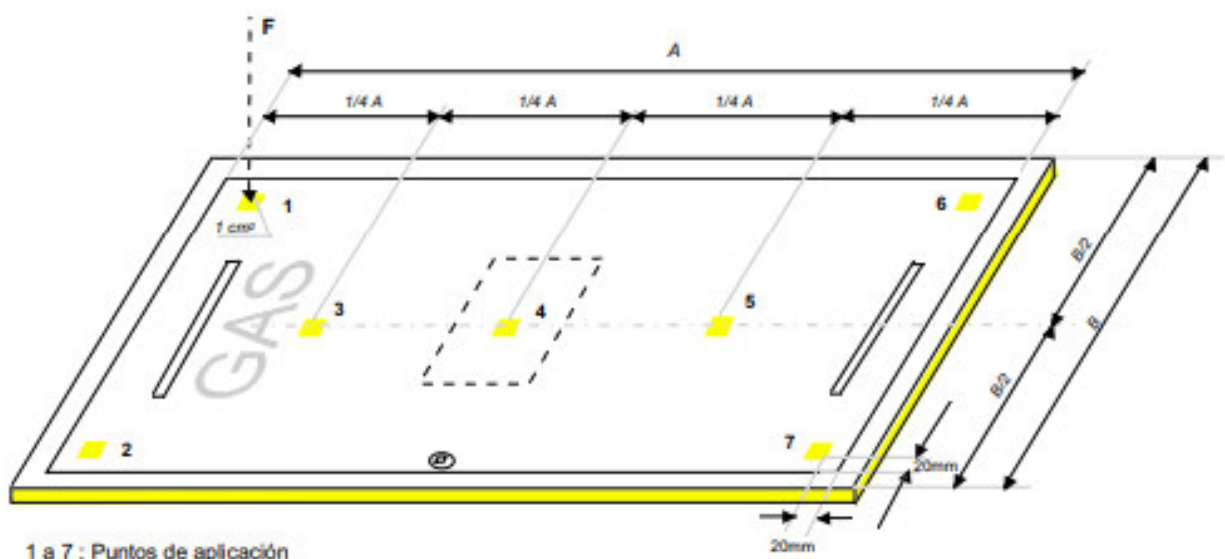 F
A
1/4 A
1/4 A
1/4 A
1/4 A
1
6
1 cm²
GAS
3
4
5
B/2
B
B/2
2
7
20mm
20mm
1 a 7 : Puntos de aplicación